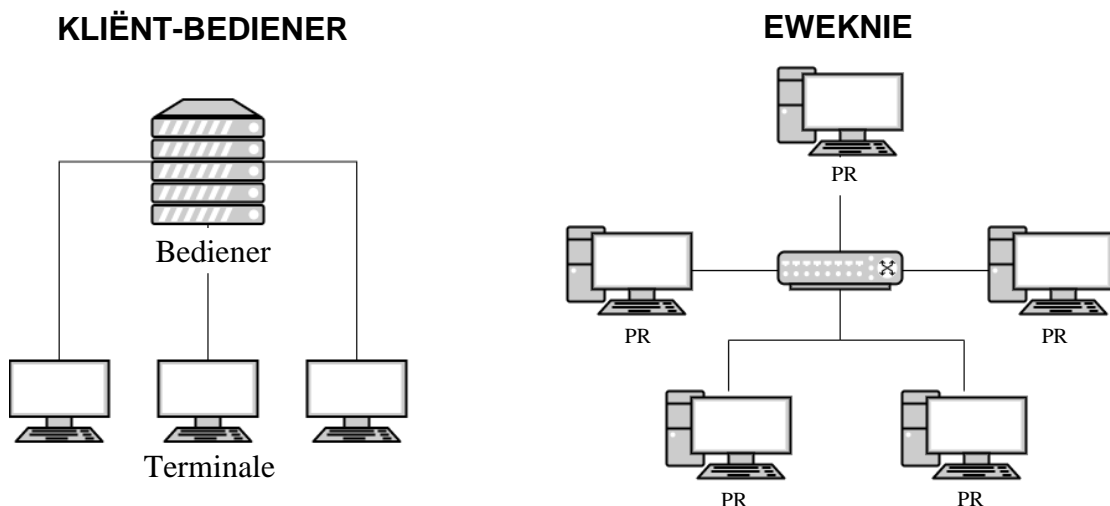 KLIËNT-BEDIENER
Bediener
Terminale
EWEKNIE
PR
PR
PR
PR
PR